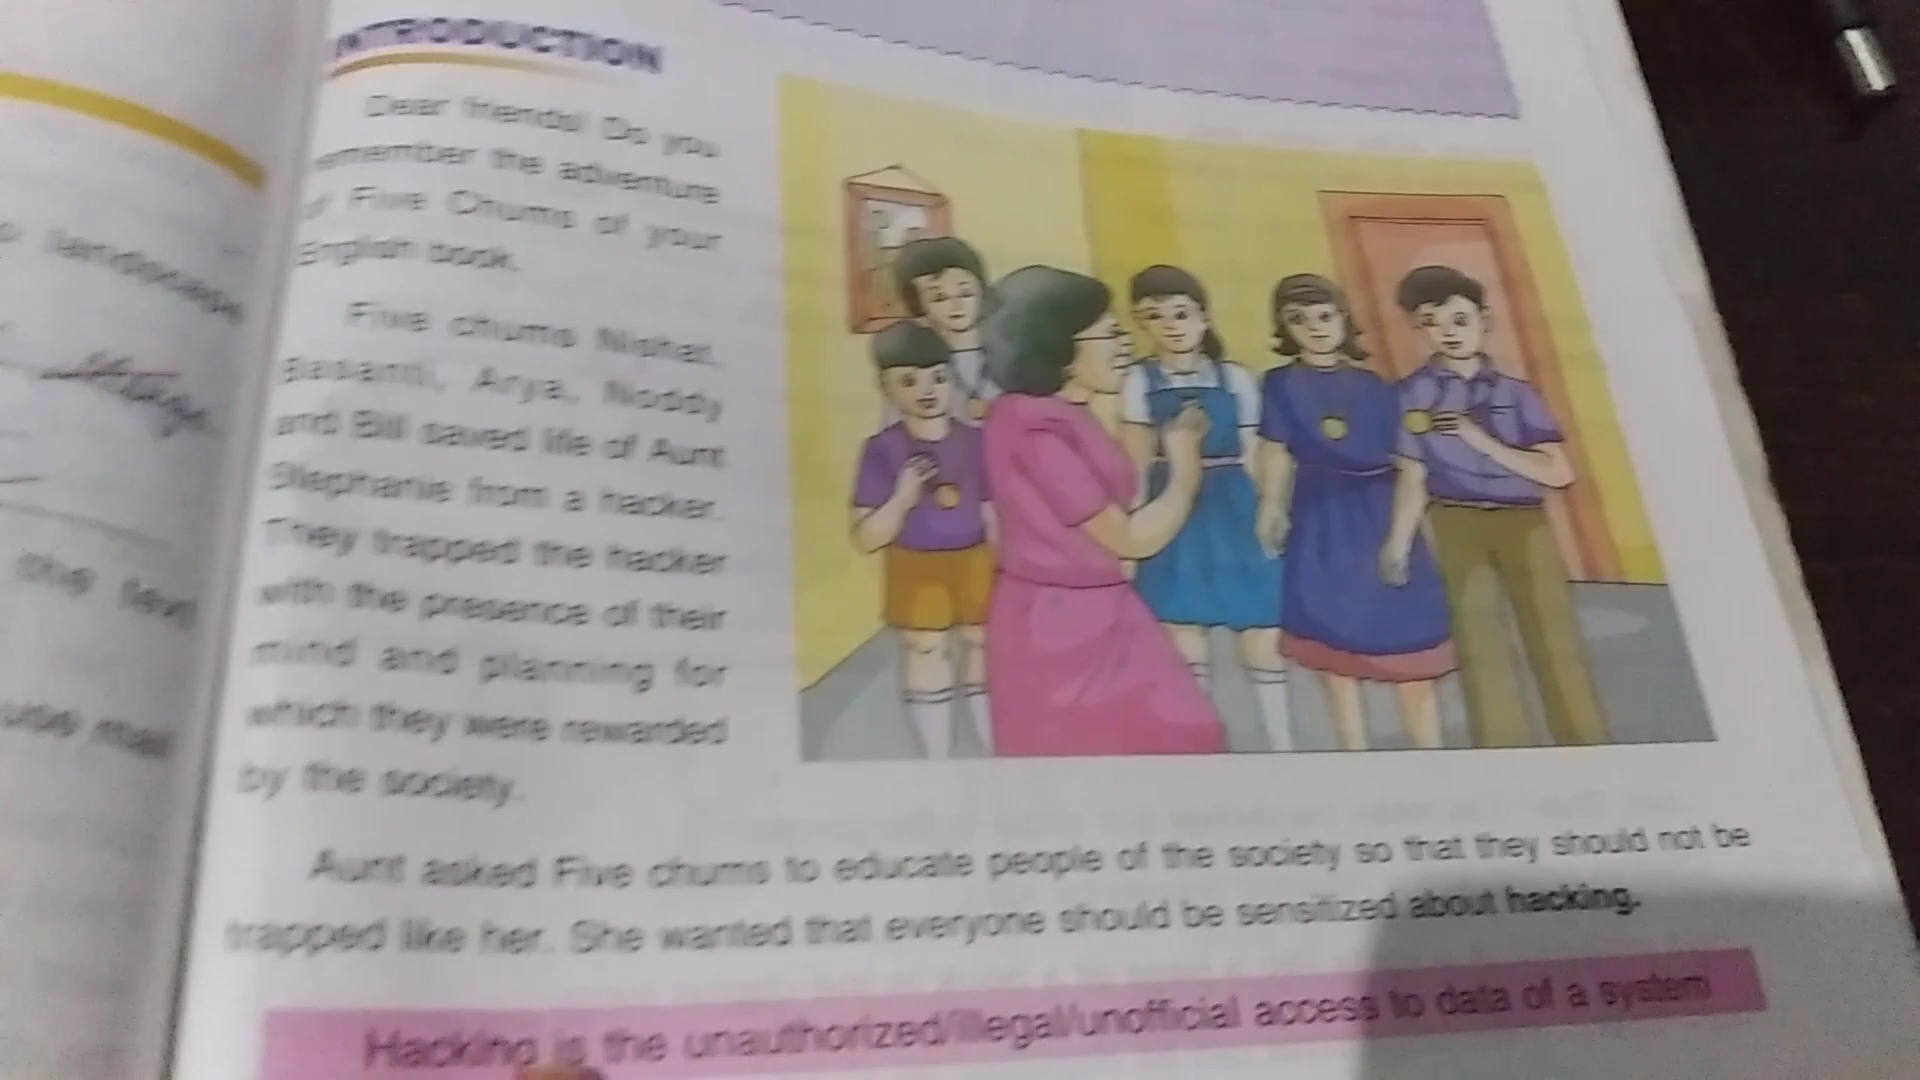 INTRODUCTION
Dear friends! Do you
remember the adventure
of Five Chums of your
English book.
Five chums Nishat,
Basanti, Arya, Noddy
and Bill saved life of Aunt
Stephanie from a hacker.
They trapped the hacker
with the presence of their
mind and planning for
which they were rewarded
by the society.
Aunt asked Five chums to educate people of the society so that they should not be
trapped like her. She wanted that everyone should be sensitized about hacking.
Hacking is the unauthorized/illegal/unofficial access to data of a system
landscape
the text